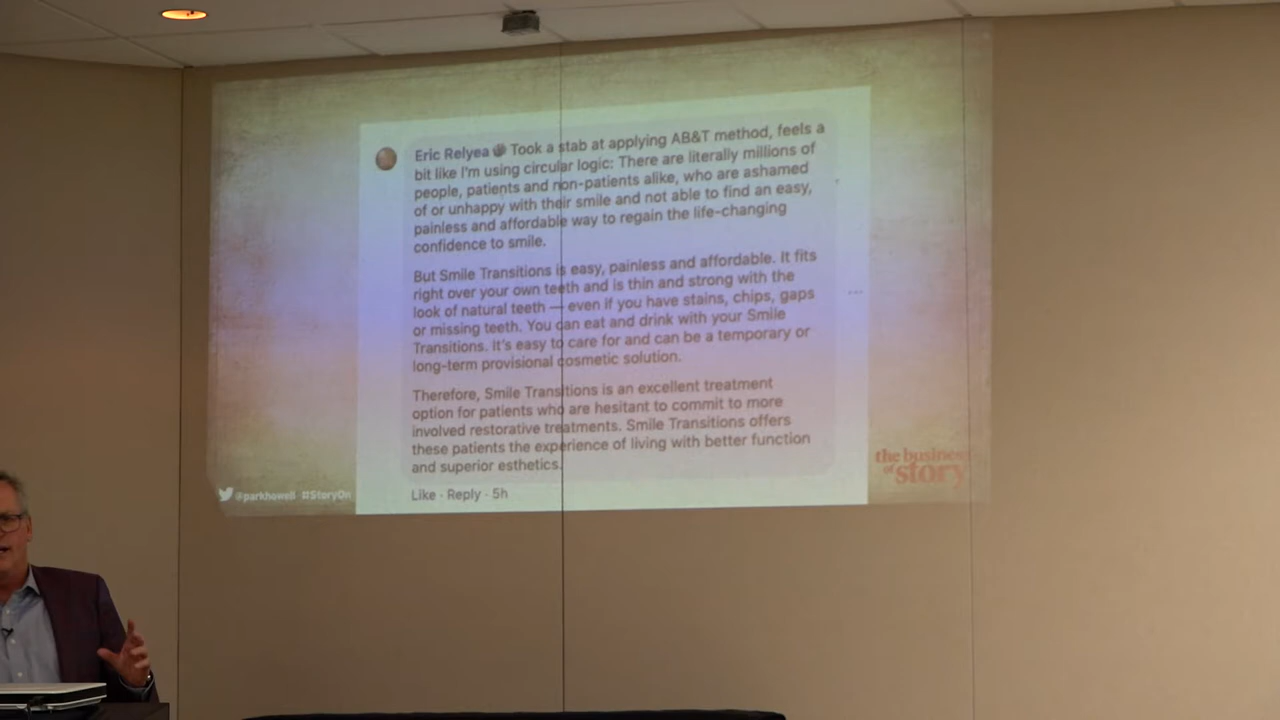 Eric Relyea Took a stab at applying AB&T method, feels a
bit like I'm using circular logic: There are literally millions of
people, patients and non-patients alike, who are ashamed
of or unhappy with their smile and not able to find an easy,
painless and affordable way to regain the life-changing
confidence to smile.
But Smile Transitions is easy, painless and affordable. It fits
right over your own teeth and is thin and strong with the
look of natural teeth — even if you have stains, chips, gaps
or missing teeth. You can eat and drink with your Smile
Transitions. It's easy to care for and can be a temporary or
long-term provisional cosmetic solution.
Therefore, Smile Transitions is an excellent treatment
option for patients who are hesitant to commit to more
involved restorative treatments. Smile Transitions offers
these patients the experience of living with better function
and superior esthetics.
Like · Reply · 5h
@parkhowell #StoryOn
the business
of story